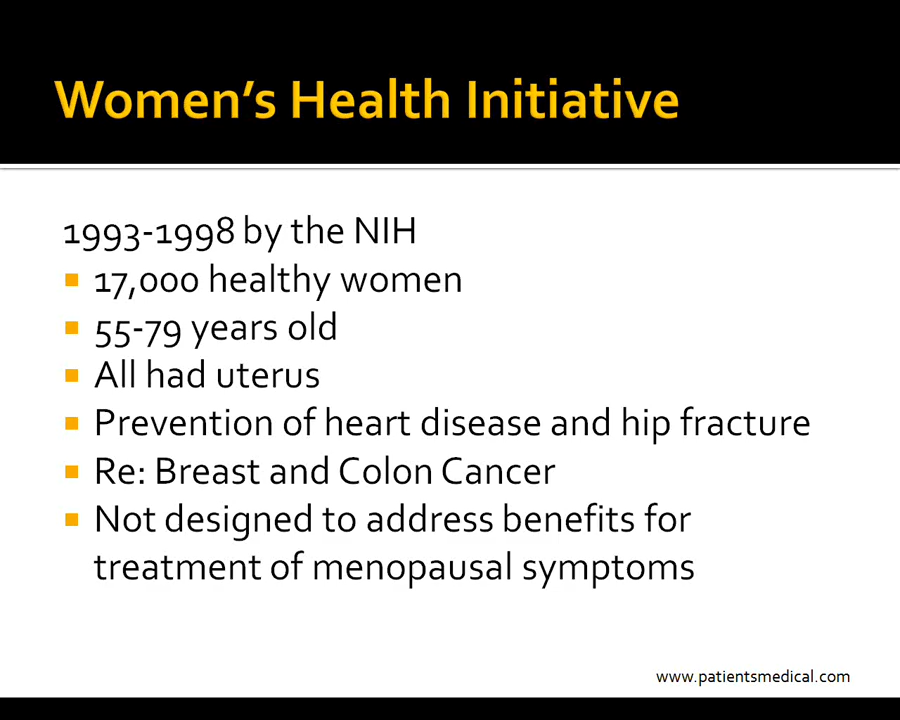 Women's Health Initiative
1993-1998 by the NIH
17,000 healthy women
55-79 years old
All had uterus
Prevention of heart disease and hip fracture
Re: Breast and Colon Cancer
Not designed to address benefits for
treatment of menopausal symptoms
www.patientsmedical.com